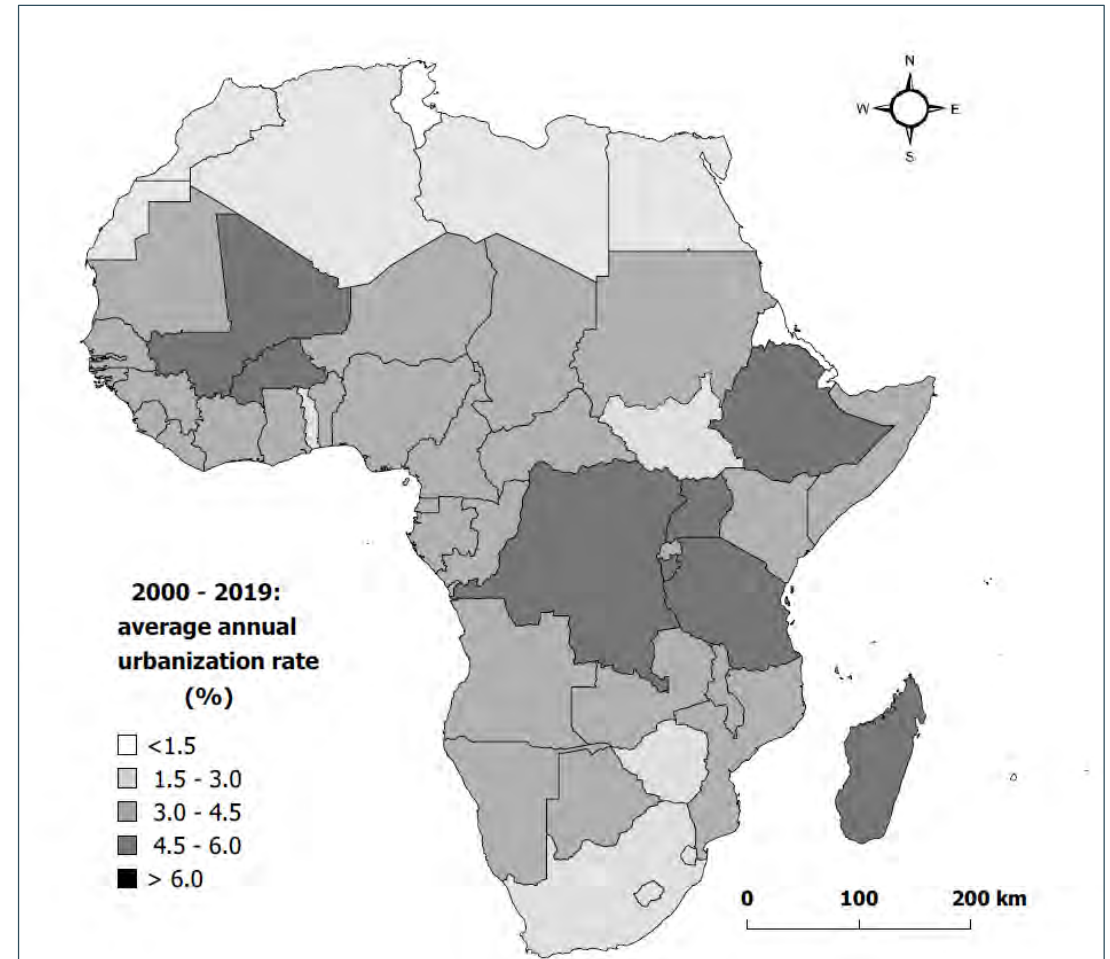 N
W E
S
2000 - 2019:
average annual
urbanization rate
(%)
<1.5
1.5 - 3.0
3.0 - 4.5
4.5 - 6.0
> 6.0
0 100 200 km